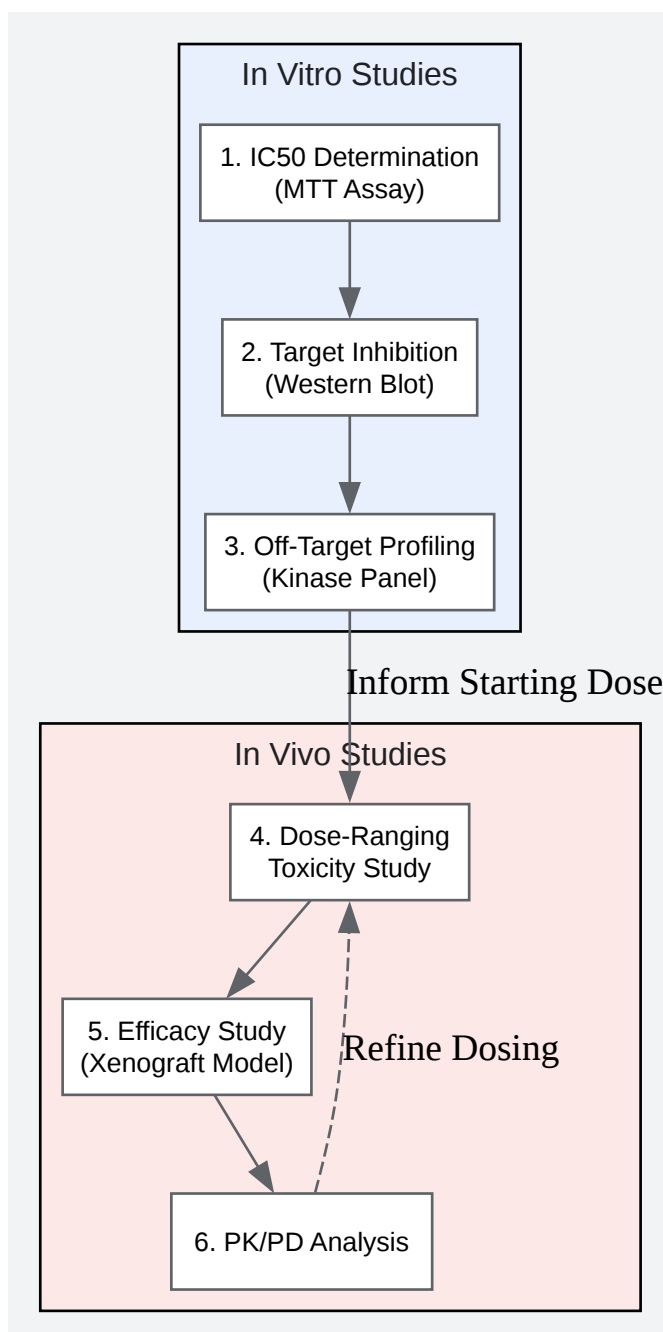 In Vitro Studies
1. IC50 Determination
(MTT Assay)
2. Target Inhibition
(Western Blot)
3. Off-Target Profiling
(Kinase Panel)
Inform Starting Dose
In Vivo Studies
4. Dose-Ranging
Toxicity Study
5. Efficacy Study
(Xenograft Model)
Refine Dosing
6. PK/PD Analysis